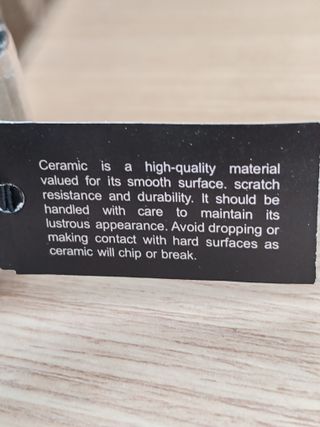 Ceramic is a high-quality material
valued for its smooth surface. scratch
resistance and durability. It should be
handled with care to maintain its
lustrous appearance. Avoid dropping or
making contact with hard surfaces as
ceramic will chip or break.